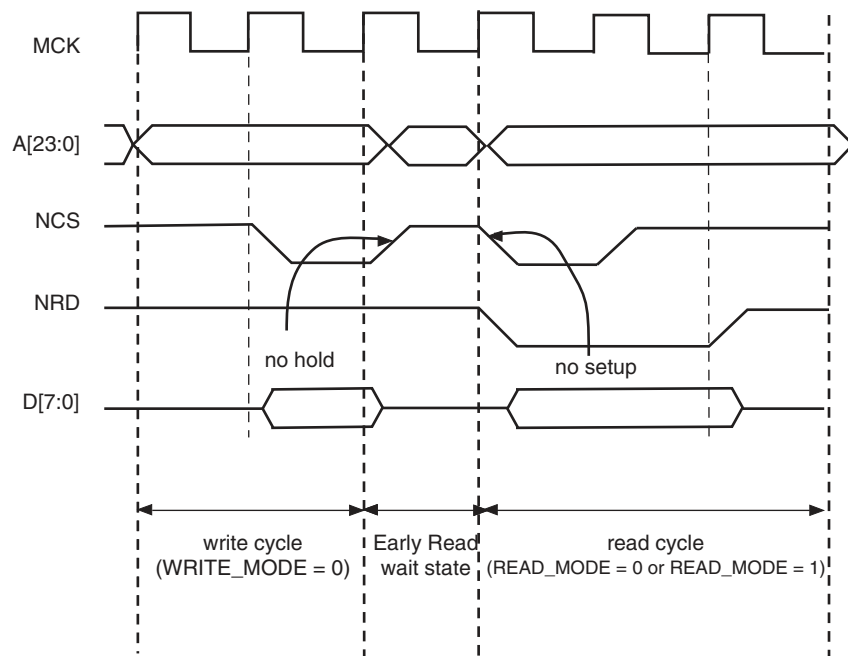 MCK
A[23:0]
NCS
NRD
no hold
no setup
D[7:0]
write cycle
(WRITE_MODE = 0)
Early Read
wait state
read cycle
(READ_MODE = 0 or READ_MODE = 1)